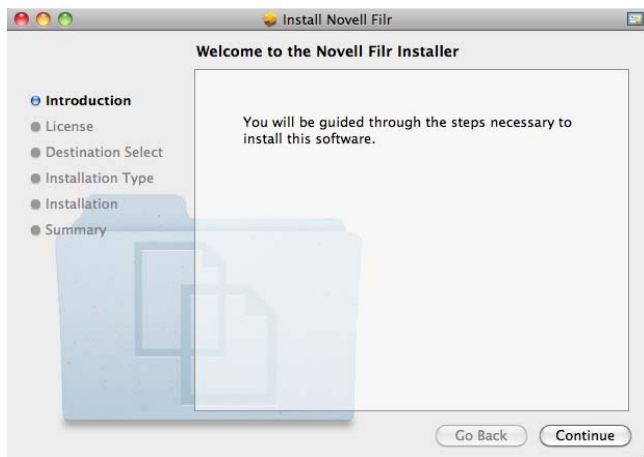 Install Novell Filr
Welcome to the Novell Filr Installer
Introduction
License
Destination Select
Installation Type
Installation
Summary
You will be guided through the steps necessary to
install this software.
Go Back
Continue